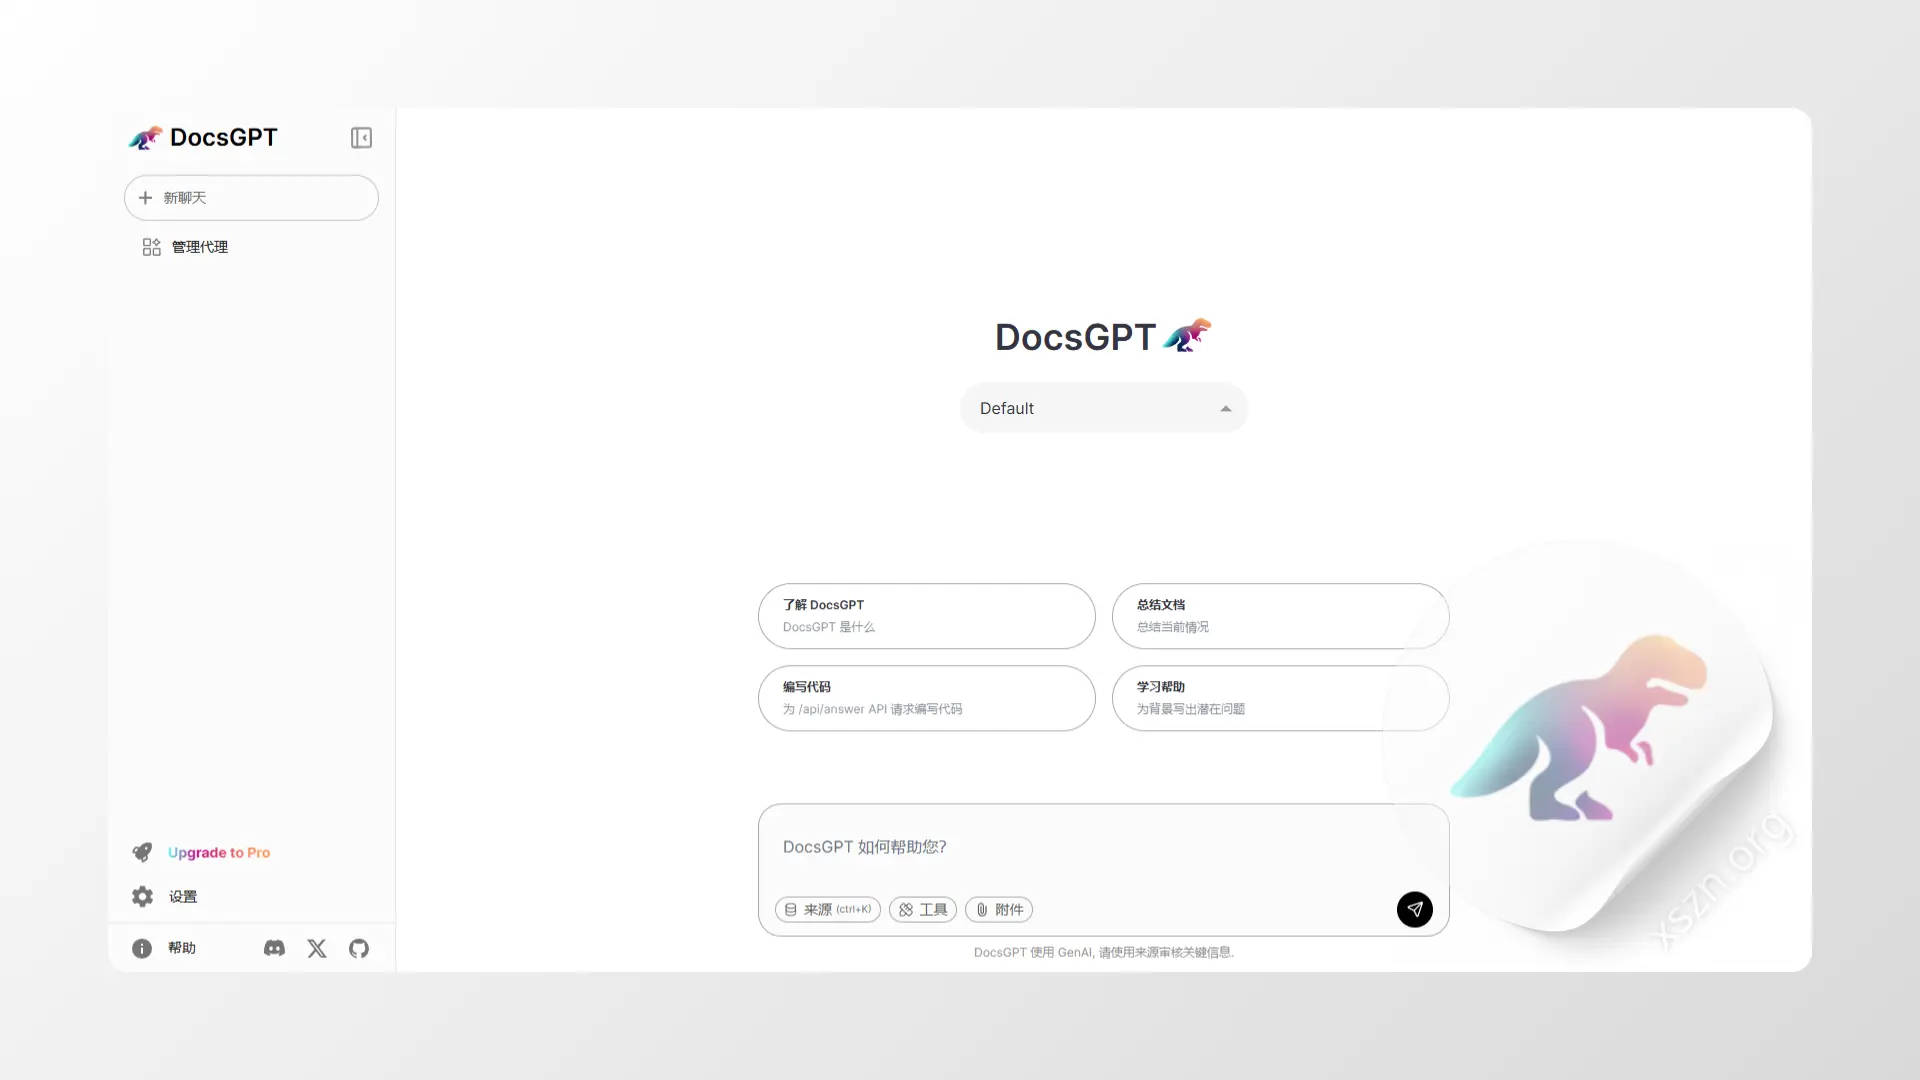 DocsGPT
新聊天
管理代理
DocsGPT
Default
了解 DocsGPT
DocsGPT 是什么
总结文档
总结当前情况
编写代码
为 /api/answer API 请求编写代码
学习帮助
为背景写出潜在问题
DocsGPT 如何帮助您?
来源 (ctrl+K)
工具
附件
DocsGPT 使用 GenAI, 请使用来源审核关键信息.
Upgrade to Pro
设置
帮助
xszn.org